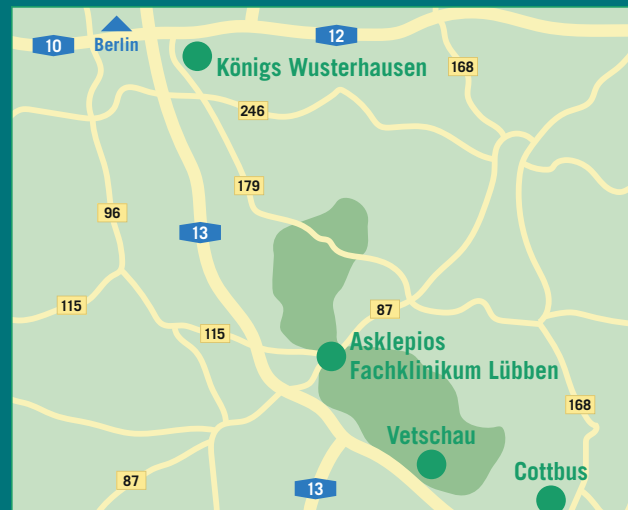 10
Berlin
12
Königs Wusterhausen
168
246
179
96
13
115
87
115
Asklepios
Fachklinikum Lübben
168
Vetschau
87
13
Cottbus